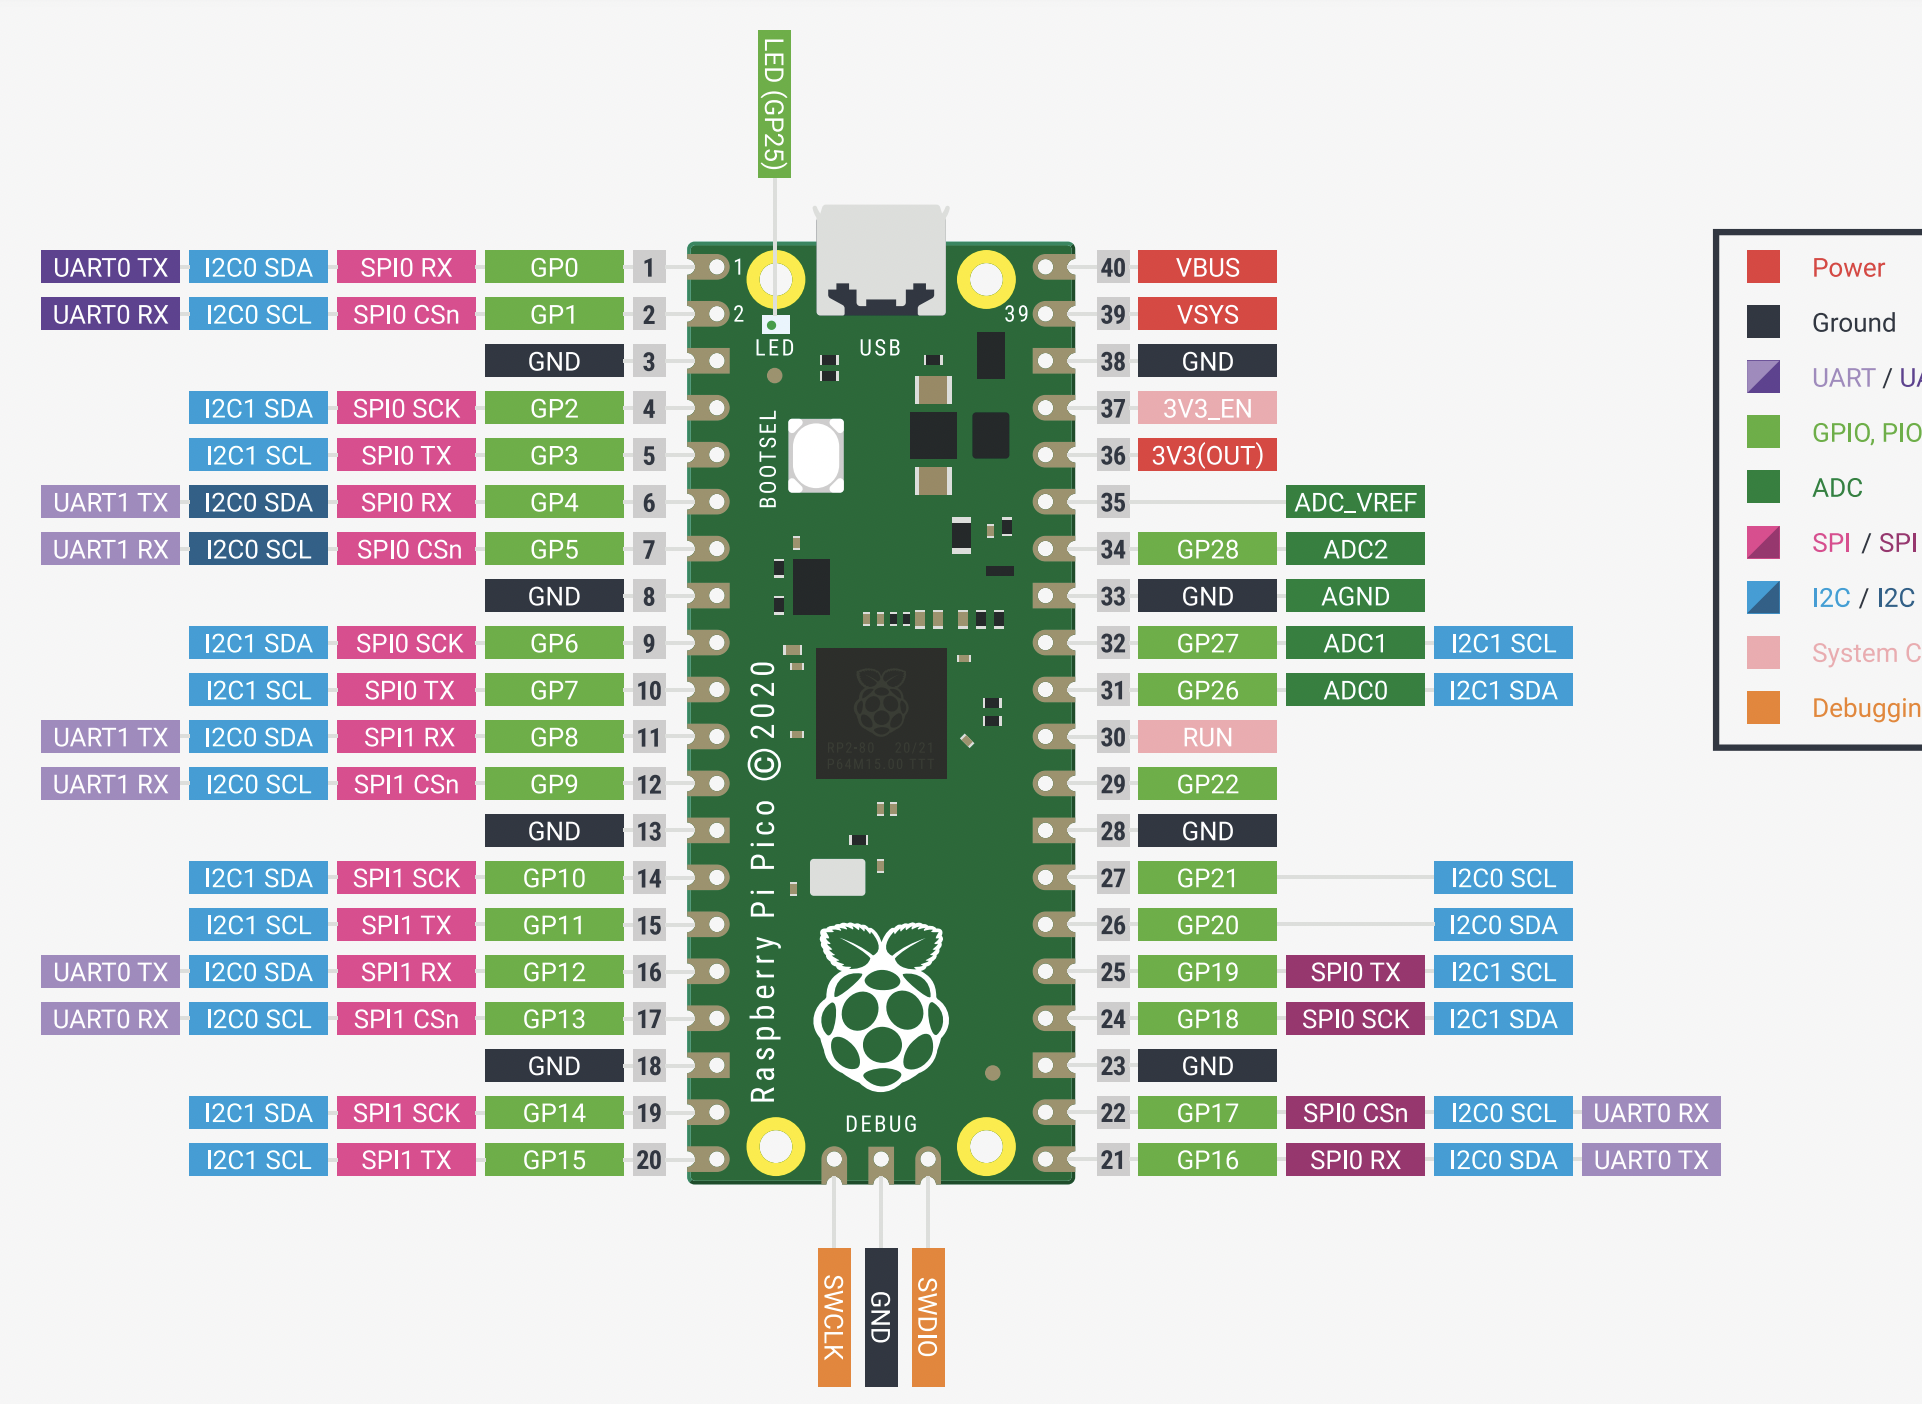 LED (GP25)
UART0 TX I2C0 SDA SPI0 RX GP0 1 1 40 VBUS
UART0 RX I2C0 SCL SPI0 CSn GP1 2 2 39 39 VSYS
LED USB
GND 3 38 GND
I2C1 SDA SPI0 SCK GP2 4 37 3V3_EN
BOOTSEL
I2C1 SCL SPI0 TX GP3 5 36 3V3(OUT)
UART1 TX I2C0 SDA SPI0 RX GP4 6 35 ADC_VREF
UART1 RX I2C0 SCL SPI0 CSn GP5 7 34 GP28 ADC2
GND 8 33 GND AGND
I2C1 SDA SPI0 SCK GP6 9 32 GP27 ADC1 I2C1 SCL
I2C1 SCL SPI0 TX GP7 10 31 GP26 ADC0 I2C1 SDA
UART1 TX I2C0 SDA SPI1 RX GP8 11 30 RUN
RP2-B0 20/21
P64M15.00 TTT
UART1 RX I2C0 SCL SPI1 CSn GP9 12 29 GP22
GND 13 28 GND
I2C1 SDA SPI1 SCK GP10 14 27 GP21 I2C0 SCL
I2C1 SCL SPI1 TX GP11 15 26 GP20 I2C0 SDA
UART0 TX I2C0 SDA SPI1 RX GP12 16 25 GP19 SPI0 TX I2C1 SCL
UART0 RX I2C0 SCL SPI1 CSn GP13 17 24 GP18 SPI0 SCK I2C1 SDA
GND 18 23 GND
Raspberry Pi Pico ©2020
I2C1 SDA SPI1 SCK GP14 19 22 GP17 SPI0 CSn I2C0 SCL UART0 RX
DEBUG
I2C1 SCL SPI1 TX GP15 20 21 GP16 SPI0 RX I2C0 SDA UART0 TX
SWCLK
GND
SWDIO
Power
Ground
UART / UA
GPIO, PIO
ADC
SPI / SPI
I2C / I2C
System C
Debuggin